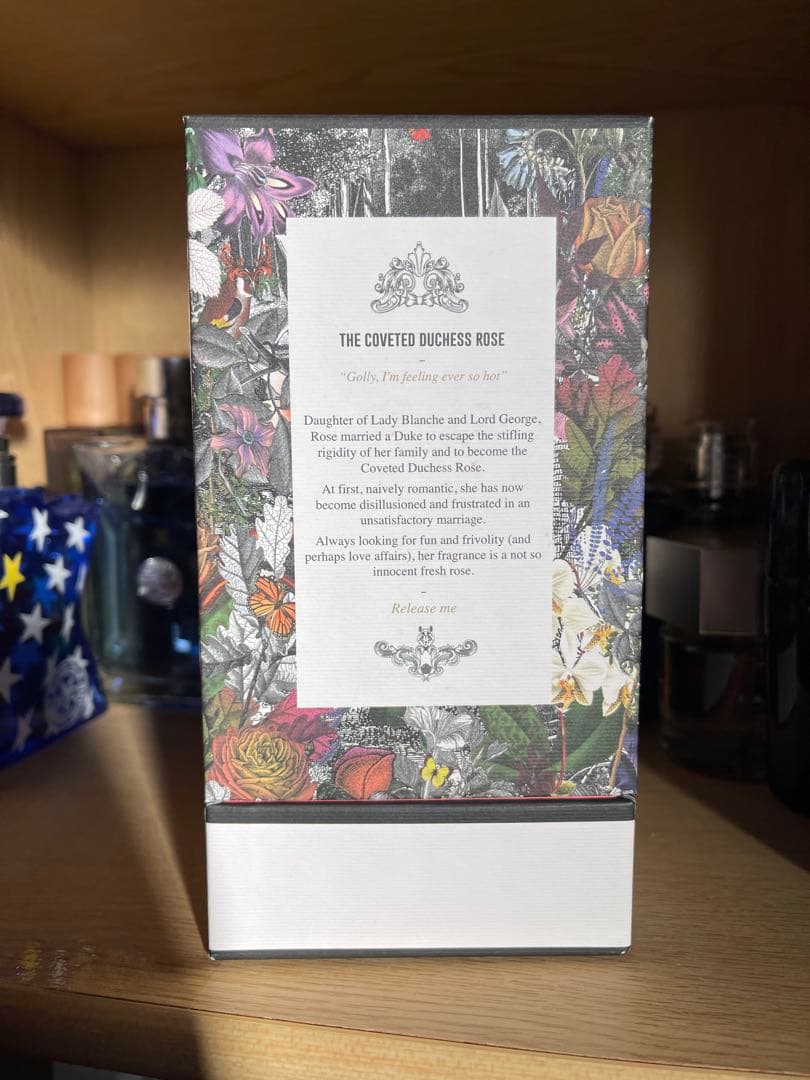 THE COVETED DUCHESS ROSE
–
“Golly, I'm feeling ever so hot”
Daughter of Lady Blanche and Lord George,
Rose married a Duke to escape the stifling
rigidity of her family and to become the
Coveted Duchess Rose.
At first, naively romantic, she has now
become disillusioned and frustrated in an
unsatisfactory marriage.
Always looking for fun and frivolity (and
perhaps love affairs), her fragrance is a not so
innocent fresh rose.
–
Release me